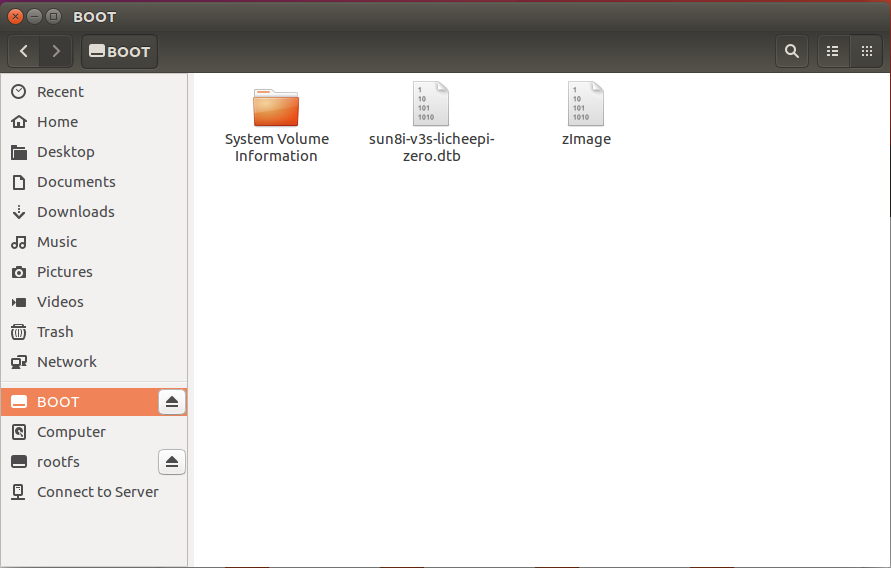 BOOT
BOOT
Recent
Home
Desktop
Documents
Downloads
Music
Pictures
Videos
Trash
Network
BOOT
Computer
rootfs
Connect to Server
1
10
101
1010
1
10
101
1010
System Volume
Information
sun8i-v3s-licheepi-
zero.dtb
zImage